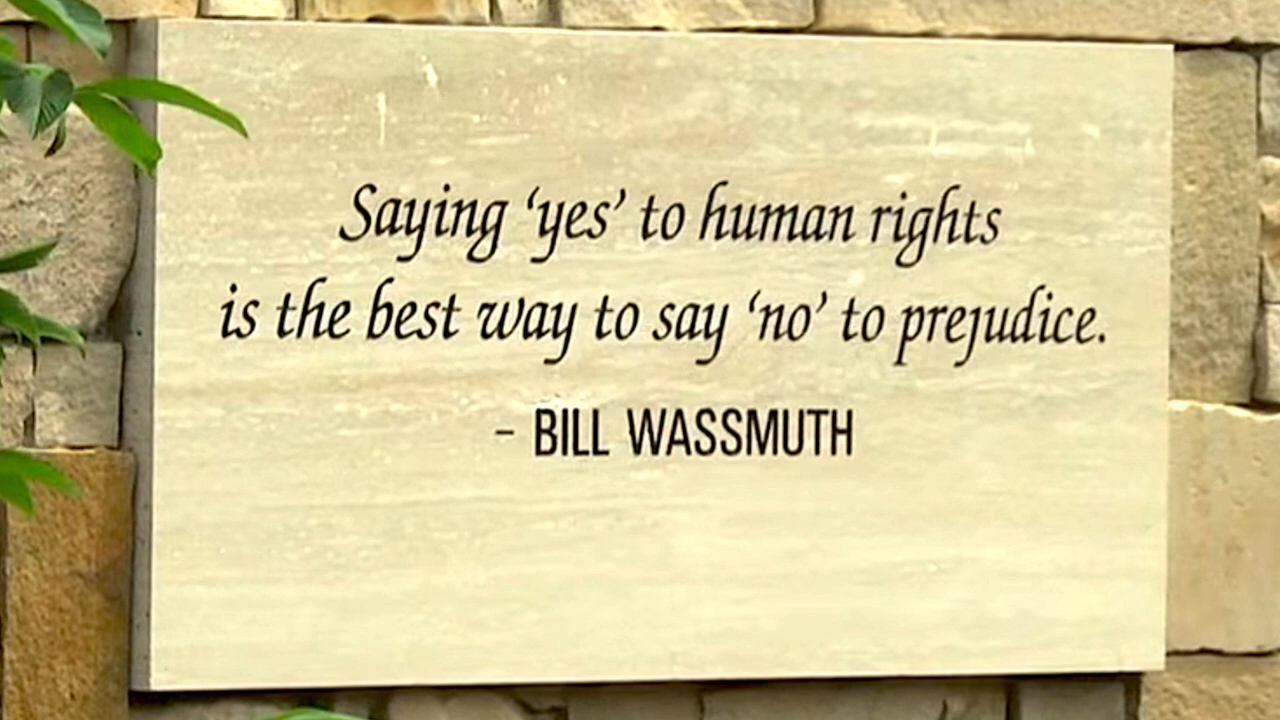 Saying ‘yes’ to human rights
is the best way to say ‘no’ to prejudice.
- BILL WASSMUTH